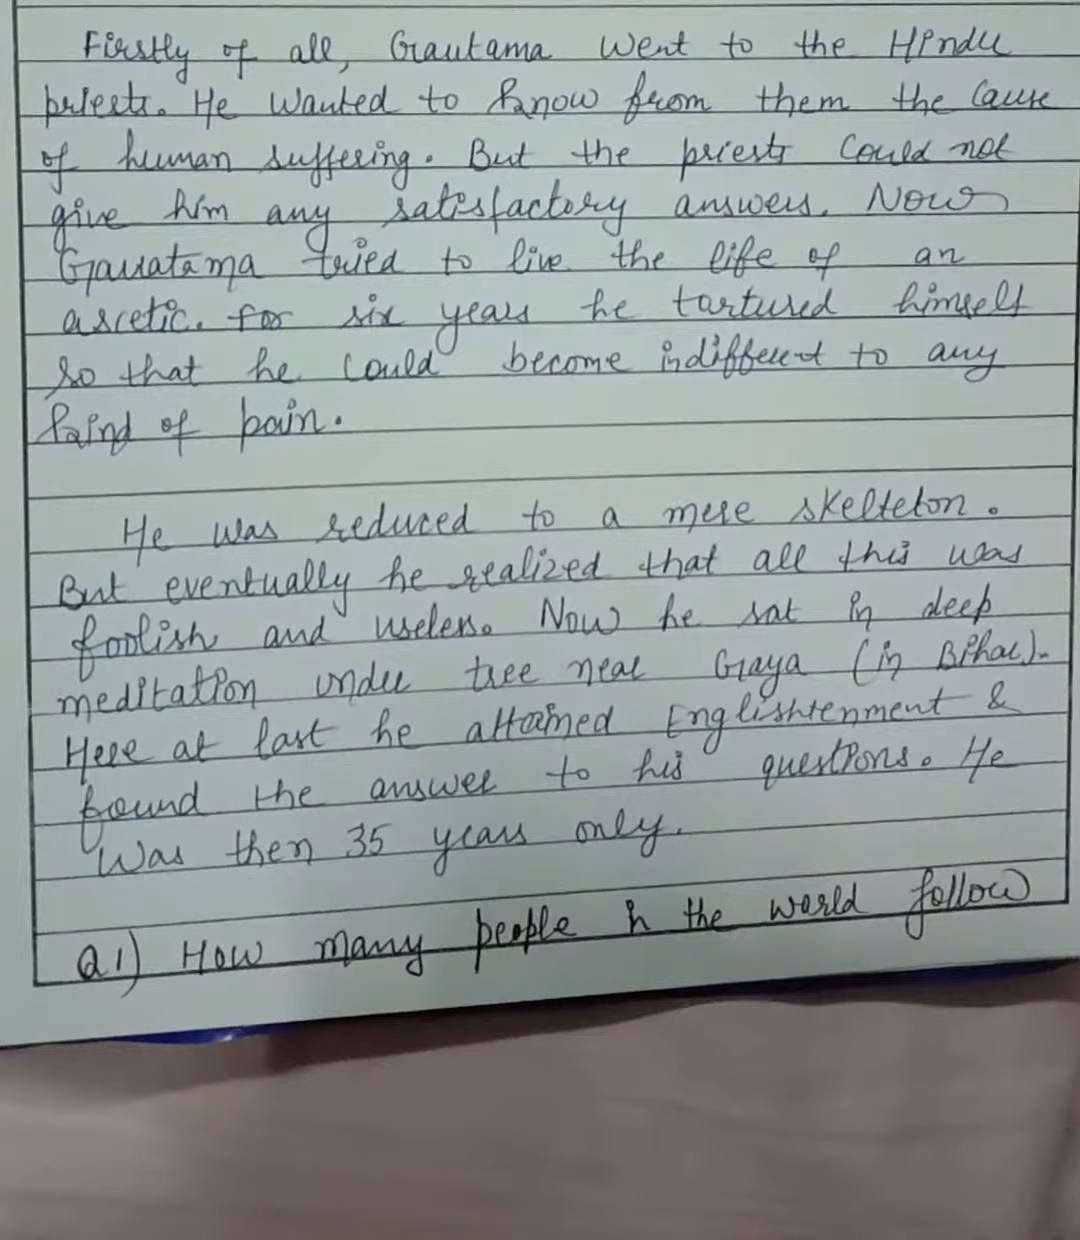 Firstly of all, Gautama went to the Hindu
priests. He wanted to know from them the cause
of human suffering. But the priests could not
give him any satisfactory answers. Now
Gauatama tried to live the life of an
ascetic. for six years he tartured himself
so that he could become indifferent to any
kind of pain.
He was reduced to a mere skelteton.
But eventually he realized that all this was
foolish and useless. Now he sat in deep
meditation under tree near Gaya (in Bihar).
Here at last he attained Englishtenment &
found the answer to his questions. He
was then 35 years only.
Q1) How many people in the world follow